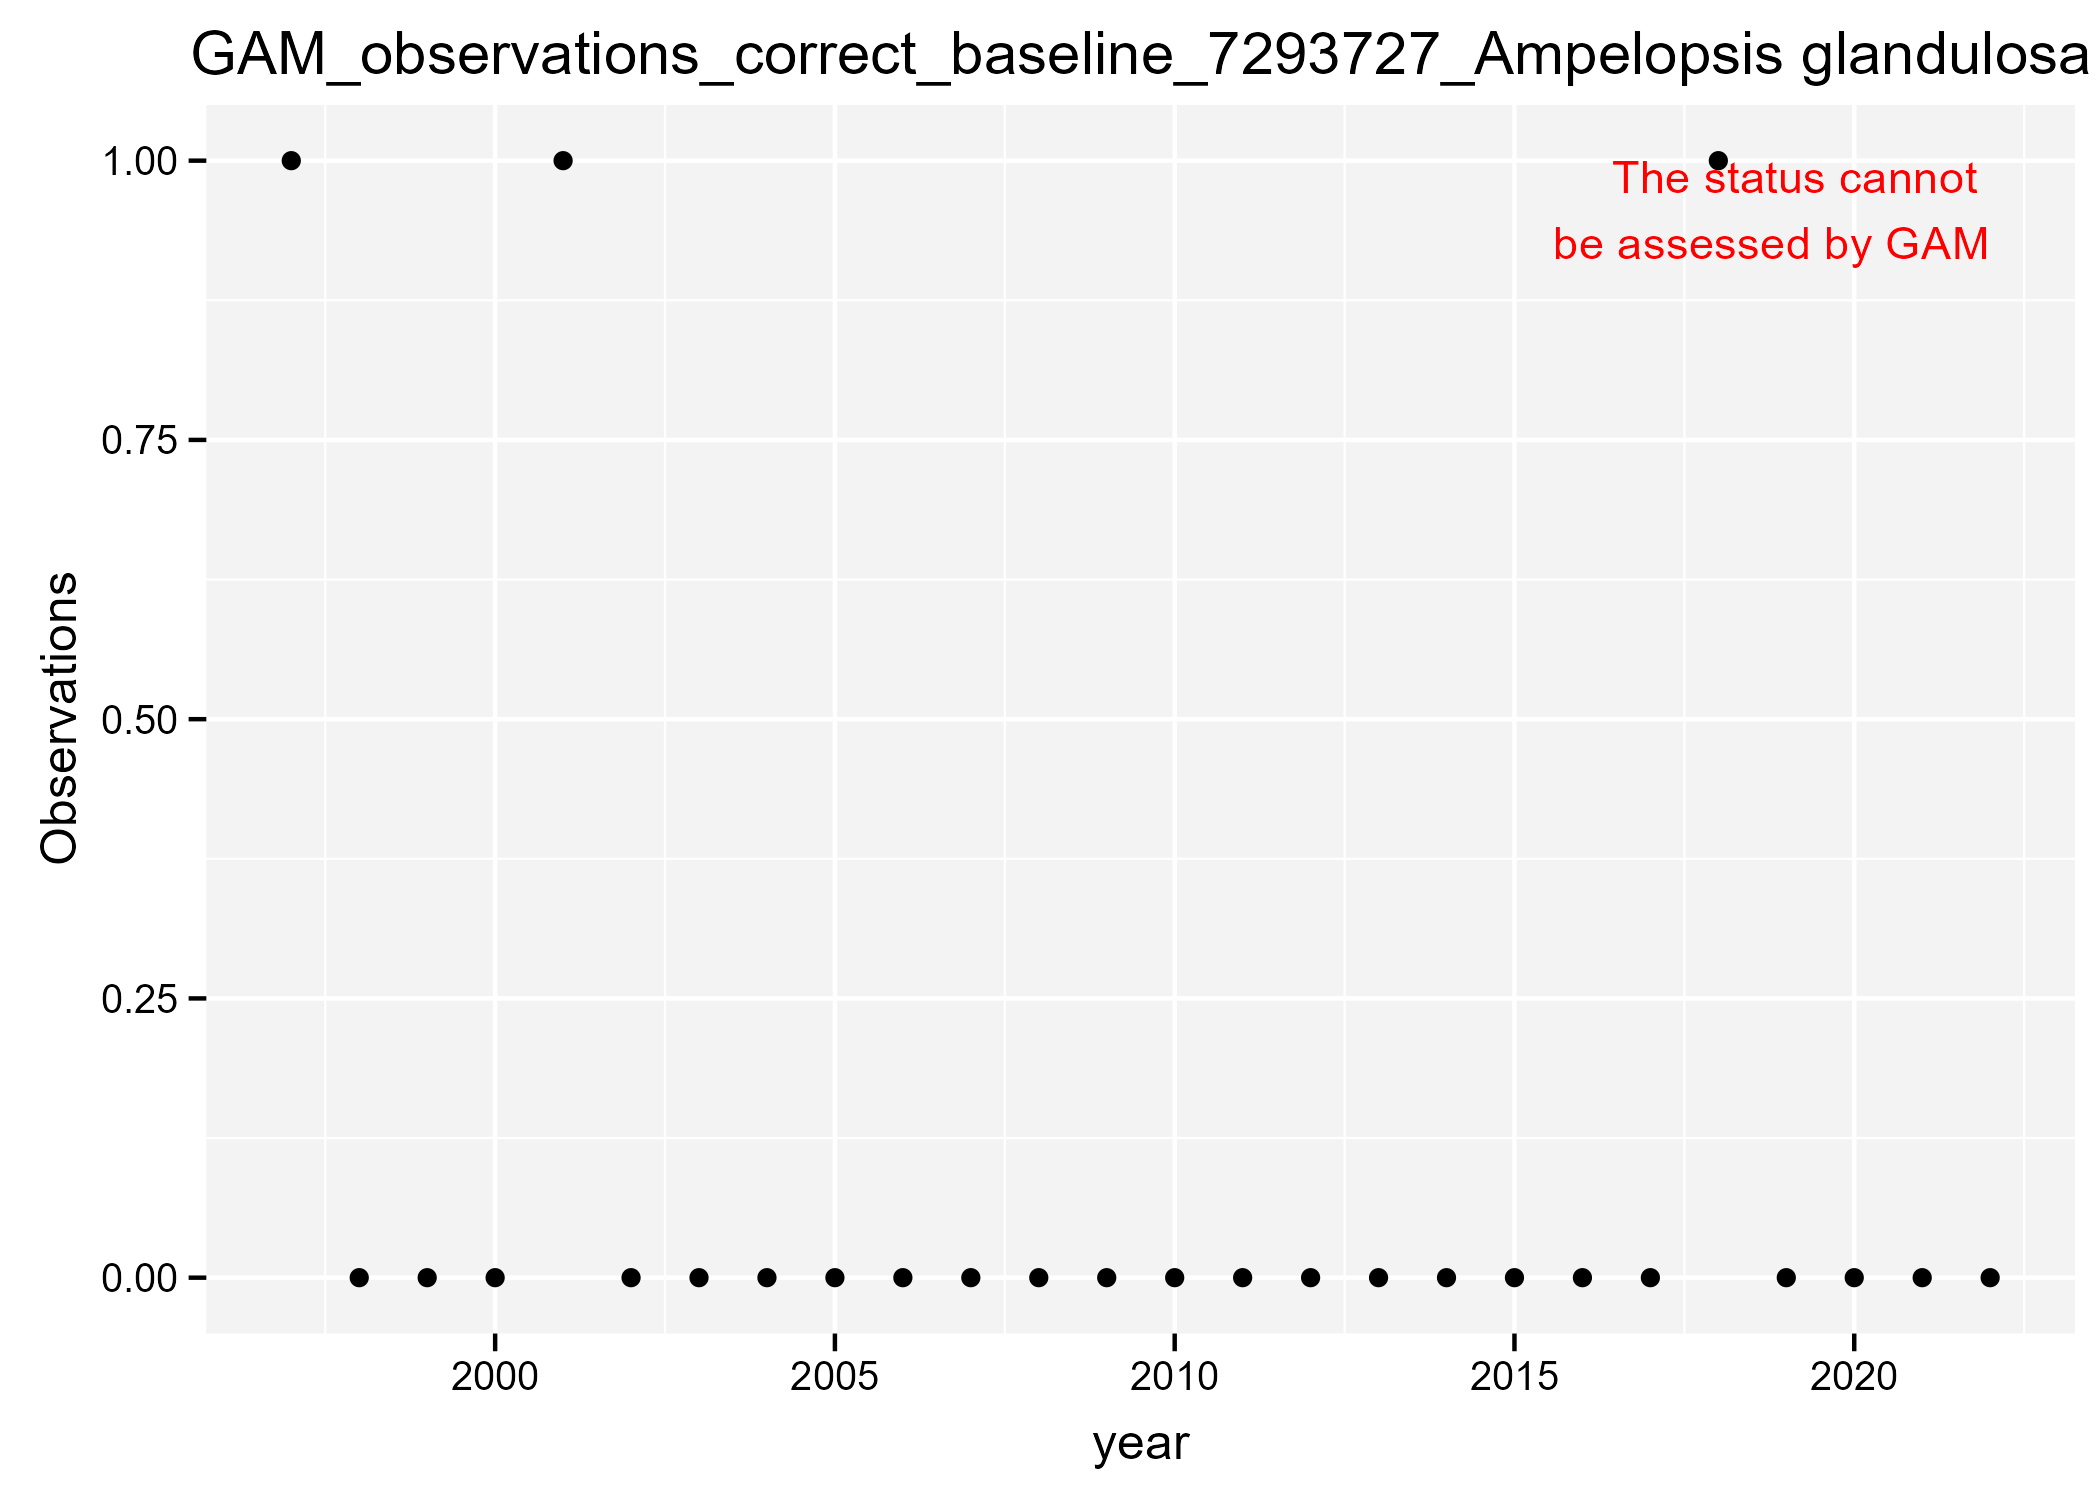 GAM_observations_correct_baseline_7293727_Ampelopsis glandulosa
1.00
The status cannot
be assessed by GAM
0.75
Observations
0.50
0.25
0.00
2000 2005 2010 2015 2020
year